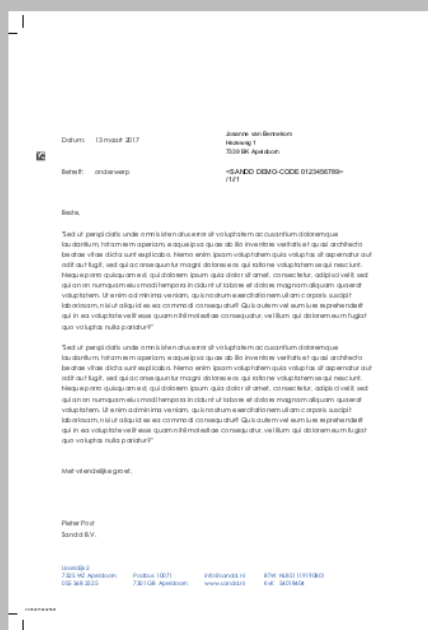 Josanne van Bennekom
Datum: 13 maart 2017
Hezeweg 1
7339 BK Apeldoorn
Betreft: onderwerp
<SANDD DEMO-CODE 0123456789>
/1/1
Beste,
"Sed ut perspiciatis unde omnis iste natus error sit voluptatem accusantium doloremque
laudantium, totam rem aperiam, eaque ipsa quae ab illo inventore veritatis et quasi architecto
beatae vitae dicta sunt explicabo. Nemo enim ipsam voluptatem quia voluptas sit aspernatur aut
odit aut fugit, sed quia consequuntur magni dolores eos qui ratione voluptatem sequi nesciunt.
Neque porro quisquam est, qui dolorem ipsum quia dolor sit amet, consectetur, adipisci velit, sed
quia non numquam eius modi tempora incidunt ut labore et dolore magnam aliquam quaerat
voluptatem. Ut enim ad minima veniam, quis nostrum exercitationem ullam corporis suscipit
laboriosam, nisi ut aliquid ex ea commodi consequatur? Quis autem vel eum iure reprehenderit
qui in ea voluptate velit esse quam nihil molestiae consequatur, vel illum qui dolorem eum fugiat
quo voluptas nulla pariatur?"
"Sed ut perspiciatis unde omnis iste natus error sit voluptatem accusantium doloremque
laudantium, totam rem aperiam, eaque ipsa quae ab illo inventore veritatis et quasi architecto
beatae vitae dicta sunt explicabo. Nemo enim ipsam voluptatem quia voluptas sit aspernatur aut
odit aut fugit, sed quia consequuntur magni dolores eos qui ratione voluptatem sequi nesciunt.
Neque porro quisquam est, qui dolorem ipsum quia dolor sit amet, consectetur, adipisci velit, sed
quia non numquam eius modi tempora incidunt ut labore et dolore magnam aliquam quaerat
voluptatem. Ut enim ad minima veniam, quis nostrum exercitationem ullam corporis suscipit
laboriosam, nisi ut aliquid ex ea commodi consequatur? Quis autem vel eum iure reprehenderit
qui in ea voluptate velit esse quam nihil molestiae consequatur, vel illum qui dolorem eum fugiat
quo voluptas nulla pariatur?"
Met vriendelijke groet,
Pieter Post
Sandd B.V.
7325 WZ Apeldoorn Postbus 10071 info@sandd.nl BTW
055 368 2525 7301 GB Apeldoorn www.sandd.nl KvK